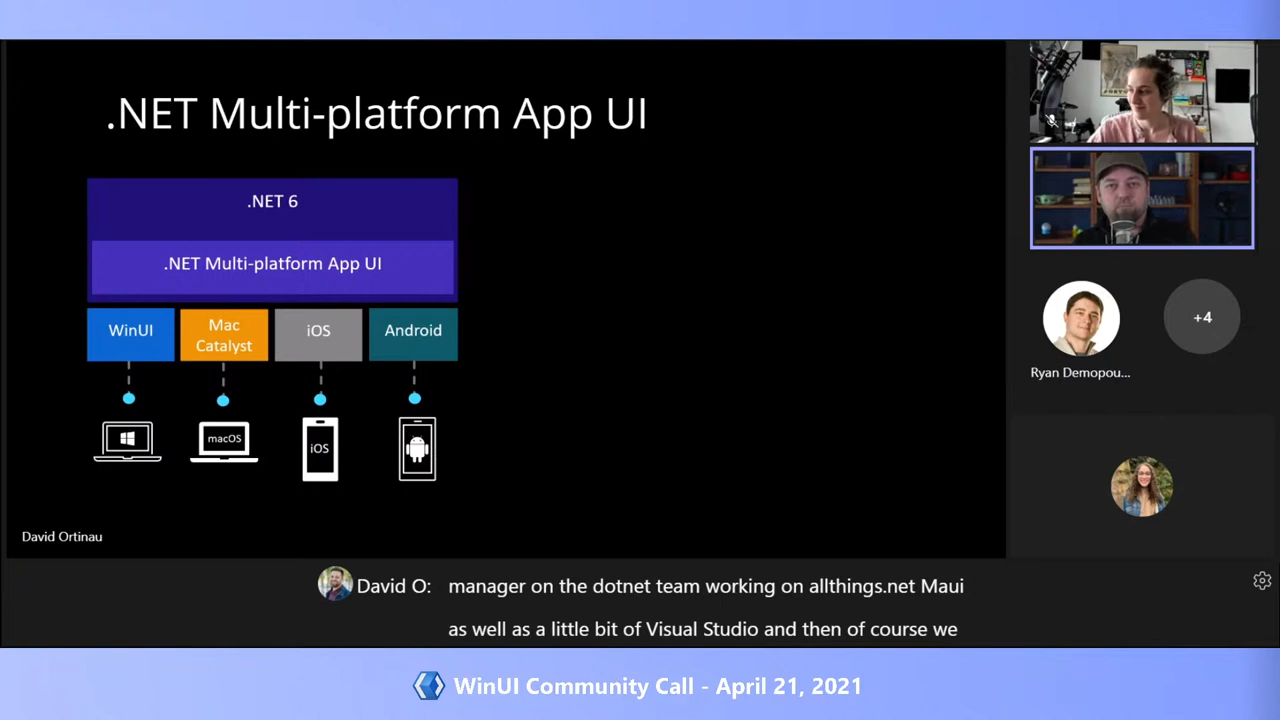 .NET Multi-platform App UI
.NET 6
.NET Multi-platform App UI
WinUI
Mac
Catalyst
iOS
Android
macOS
iOS
David Ortinau
+4
Ryan Demopou...
David O: manager on the dotnet team working on allthings.net Maui
as well as a little bit of Visual Studio and then of course we
WinUI Community Call - April 21, 2021